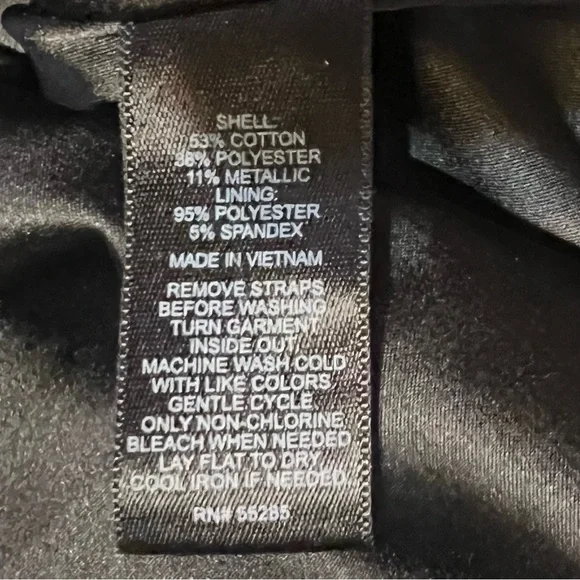 SHELL:
53% COTTON
36% POLYESTER
11% METALLIC
LINING:
95% POLYESTER
5% SPANDEX
MADE IN VIETNAM
REMOVE STRAPS
BEFORE WASHING
TURN GARMENT
INSIDE OUT
MACHINE WASH COLD
WITH LIKE COLORS
GENTLE CYCLE
ONLY NON-CHLORINE
BLEACH WHEN NEEDED
LAY FLAT TO DRY
COOL IRON IF NEEDED
RN# 55285